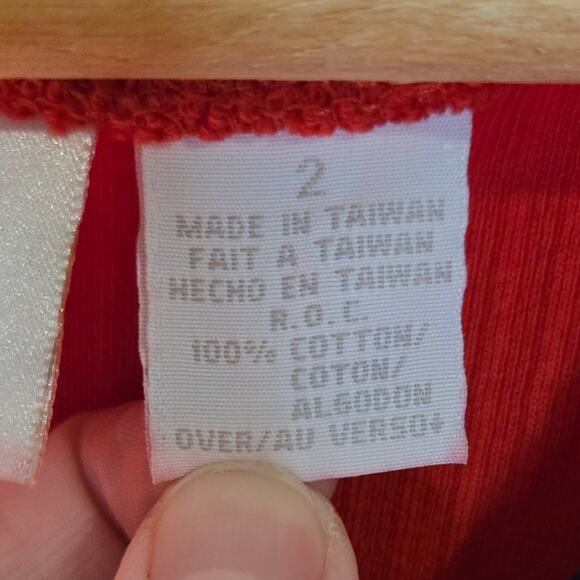 2
MADE IN TAIWAN
FAIT A TAIWAN
HECHO EN TAIWAN
R.O.C.
100% COTTON/
COTON/
ALGODON
OVER/AU VERSO→